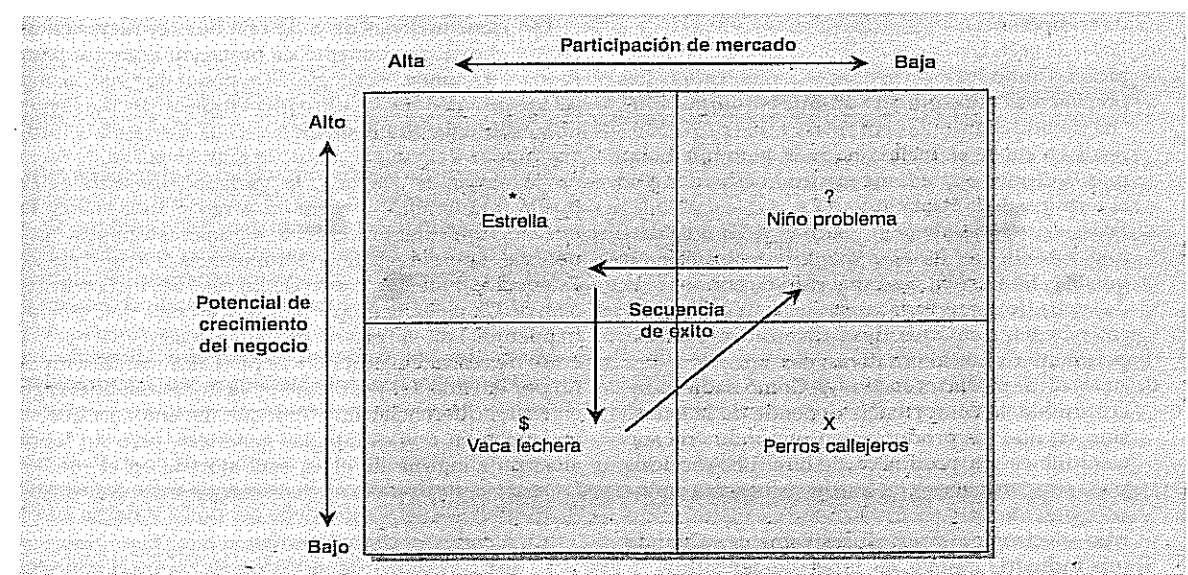 Participación de mercado
Alta
Baja
Alto
*
Estrella
?
Niño problema
Potencial de
crecimiento
del negocio
Secuencia
de éxito
$
Vaca lechera
X
Perros callejeros
Bajo